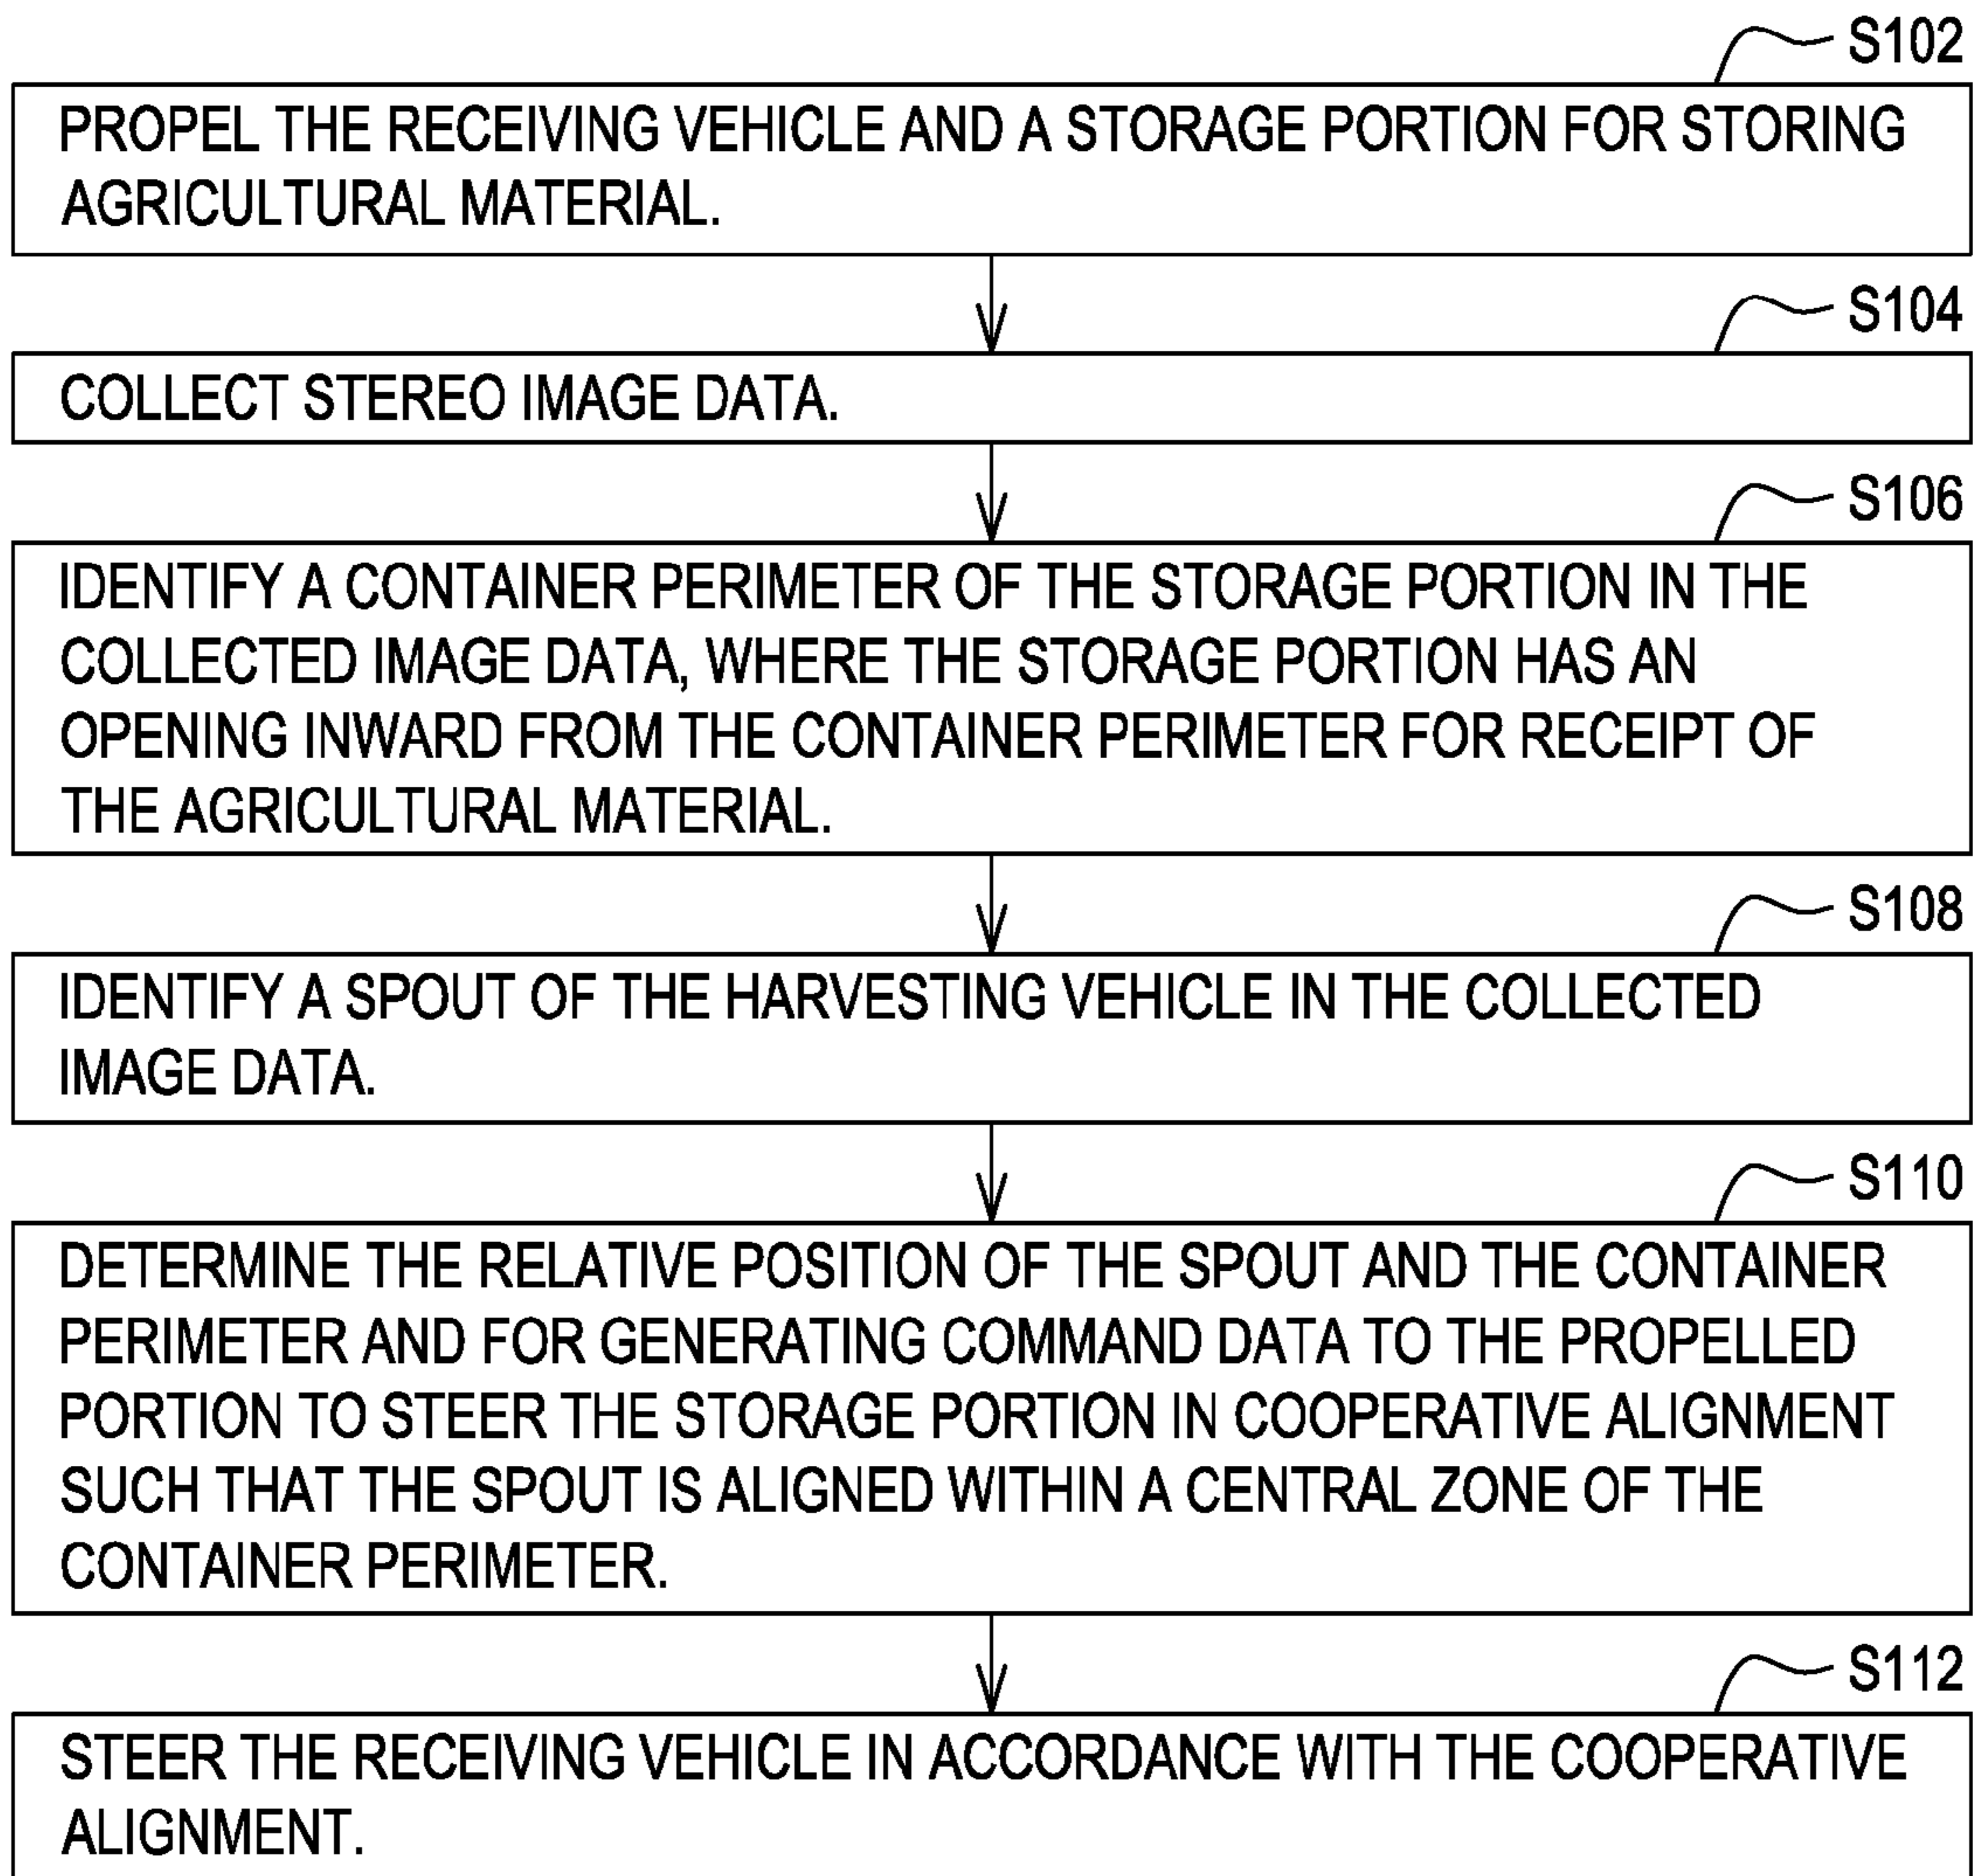 S102
PROPEL THE RECEIVING VEHICLE AND A STORAGE PORTION FOR STORING
AGRICULTURAL MATERIAL.
S104
COLLECT STEREO IMAGE DATA.
S106
IDENTIFY A CONTAINER PERIMETER OF THE STORAGE PORTION IN THE
COLLECTED IMAGE DATA, WHERE THE STORAGE PORTION HAS AN
OPENING INWARD FROM THE CONTAINER PERIMETER FOR RECEIPT OF
THE AGRICULTURAL MATERIAL.
S108
IDENTIFY A SPOUT OF THE HARVESTING VEHICLE IN THE COLLECTED
IMAGE DATA.
S110
DETERMINE THE RELATIVE POSITION OF THE SPOUT AND THE CONTAINER
PERIMETER AND FOR GENERATING COMMAND DATA TO THE PROPELLED
PORTION TO STEER THE STORAGE PORTION IN COOPERATIVE ALIGNMENT
SUCH THAT THE SPOUT IS ALIGNED WITHIN A CENTRAL ZONE OF THE
CONTAINER PERIMETER.
S112
STEER THE RECEIVING VEHICLE IN ACCORDANCE WITH THE COOPERATIVE
ALIGNMENT.